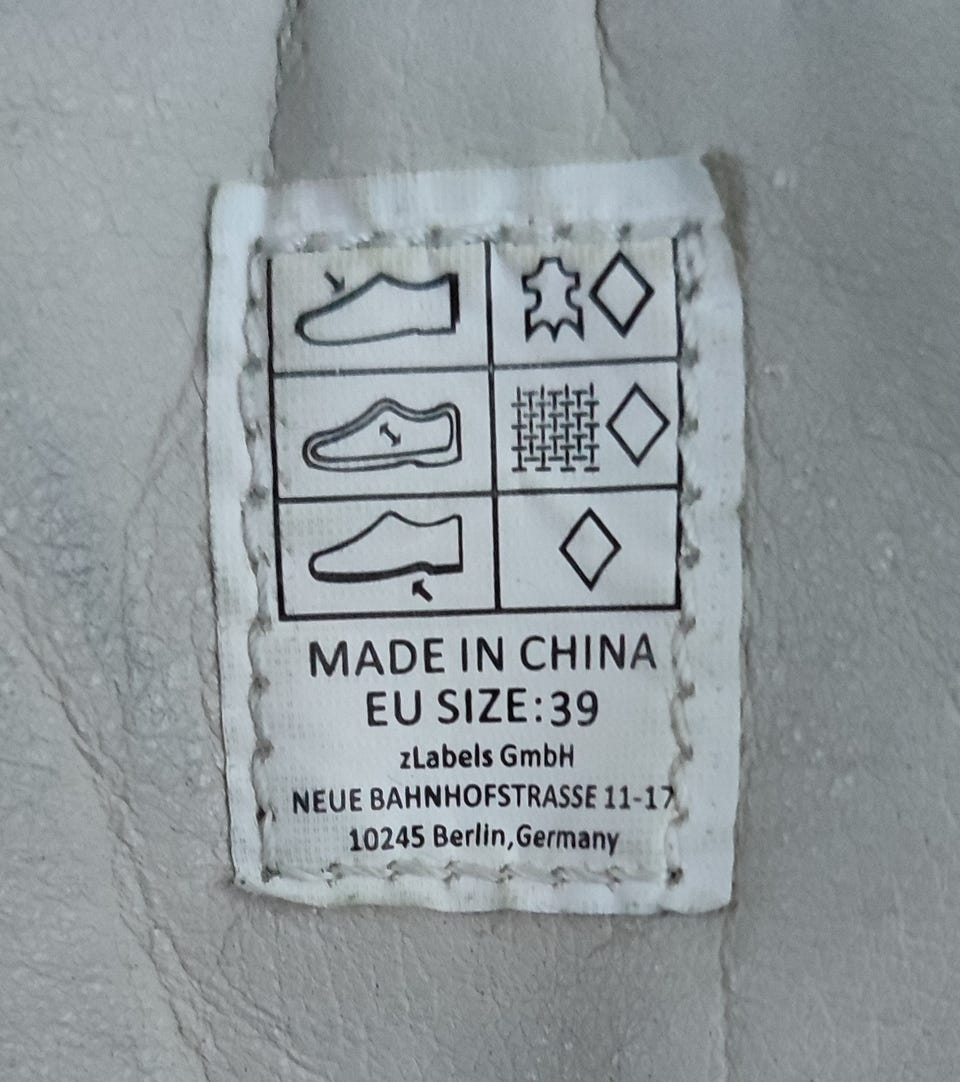 MADE IN CHINA
EU SIZE:39
zLabels GmbH
NEUE BAHNHOFSTRASSE 11-17
10245 Berlin,Germany